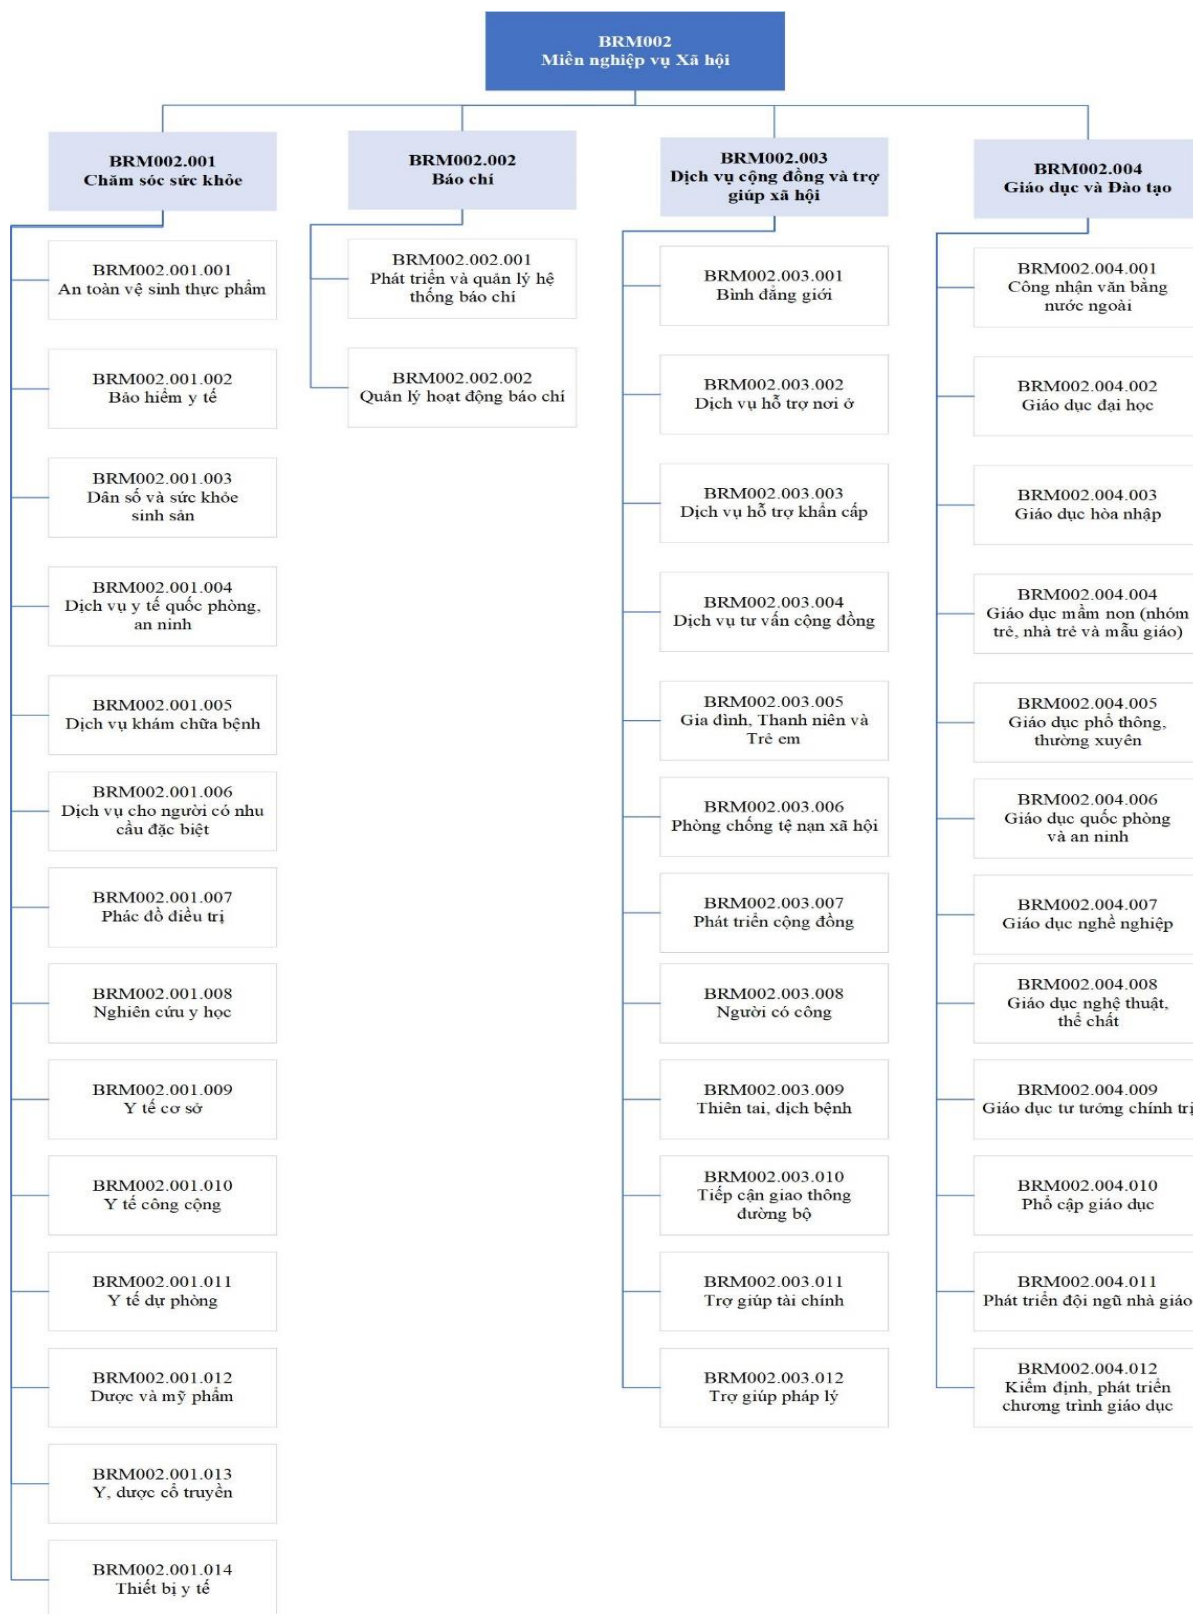 BRM002
Miền nghiệp vụ Xã hội
BRM002.001
Chăm sóc sức khỏe
BRM002.001.001
An toàn vệ sinh thực phẩm
BRM002.001.002
Bảo hiểm y tế
BRM002.001.003
Dân số và sức khỏe
sinh sản
BRM002.001.004
Dịch vụ y tế quốc phòng,
an ninh
BRM002.001.005
Dịch vụ khám chữa bệnh
BRM002.001.006
Dịch vụ cho người có nhu
cầu đặc biệt
BRM002.001.007
Phác đồ điều trị
BRM002.001.008
Nghiên cứu y học
BRM002.001.009
Y tế cơ sở
BRM002.001.010
Y tế công cộng
BRM002.001.011
Y tế dự phòng
BRM002.001.012
Dược và mỹ phẩm
BRM002.001.013
Y, dược cổ truyền
BRM002.001.014
Thiết bị y tế
BRM002.002
Báo chí
BRM002.002.001
Phát triển và quản lý hệ
thống báo chí
BRM002.002.002
Quản lý hoạt động báo chí
BRM002.003
Dịch vụ cộng đồng và trợ
giúp xã hội
BRM002.003.001
Bình đẳng giới
BRM002.003.002
Dịch vụ hỗ trợ nơi ở
BRM002.003.003
Dịch vụ hỗ trợ khẩn cấp
BRM002.003.004
Dịch vụ tư vấn cộng đồng
BRM002.003.005
Gia đình, Thanh niên và
Trẻ em
BRM002.003.006
Phòng chống tệ nạn xã hội
BRM002.003.007
Phát triển cộng đồng
BRM002.003.008
Người có công
BRM002.003.009
Thiên tai, dịch bệnh
BRM002.003.010
Tiếp cận giao thông
đường bộ
BRM002.003.011
Trợ giúp tài chính
BRM002.003.012
Trợ giúp pháp lý
BRM002.004
Giáo dục và Đào tạo
BRM002.004.001
Công nhận văn bằng
nước ngoài
BRM002.004.002
Giáo dục đại học
BRM002.004.003
Giáo dục hòa nhập
BRM002.004.004
Giáo dục mầm non (nhóm
trẻ, nhà trẻ và mẫu giáo)
BRM002.004.005
Giáo dục phổ thông,
thường xuyên
BRM002.004.006
Giáo dục quốc phòng
và an ninh
BRM002.004.007
Giáo dục nghề nghiệp
BRM002.004.008
Giáo dục nghệ thuật,
thể chất
BRM002.004.009
Giáo dục tư tưởng chính trị
BRM002.004.010
Phổ cập giáo dục
BRM002.004.011
Phát triển đội ngũ nhà giáo
BRM002.004.012
Kiểm định, phát triển
chương trình giáo dục